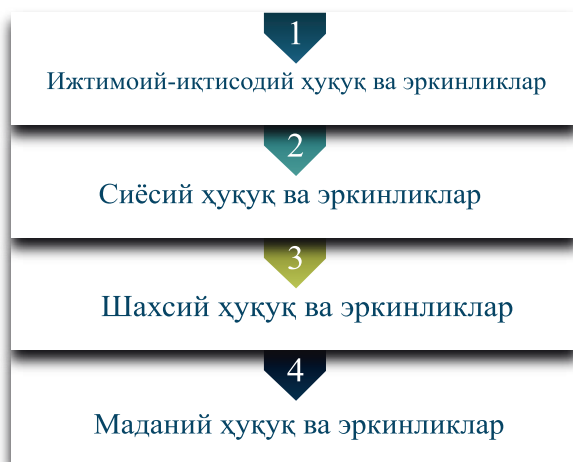 1
Ижтимоий-иқтисодий ҳуқуқ ва эркинликлар
2
Сиёсий ҳуқуқ ва эркинликлар
3
Шахсий ҳуқуқ ва эркинликлар
4
Маданий ҳуқуқ ва эркинликлар